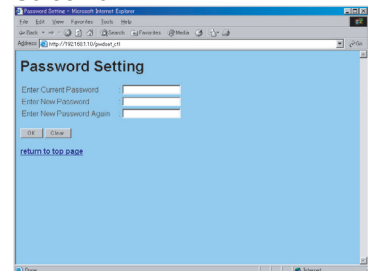 Password Setting - Microsoft Internet Explorer
File Edit View Favorites Tools Help
Back Search Favorites Media
Address http://192.168.1.10/pwdset_ctl Go
Password Setting
Enter Current Password :
Enter New Password :
Enter New Password Again :
OK Clear
return to top page
Done Internet